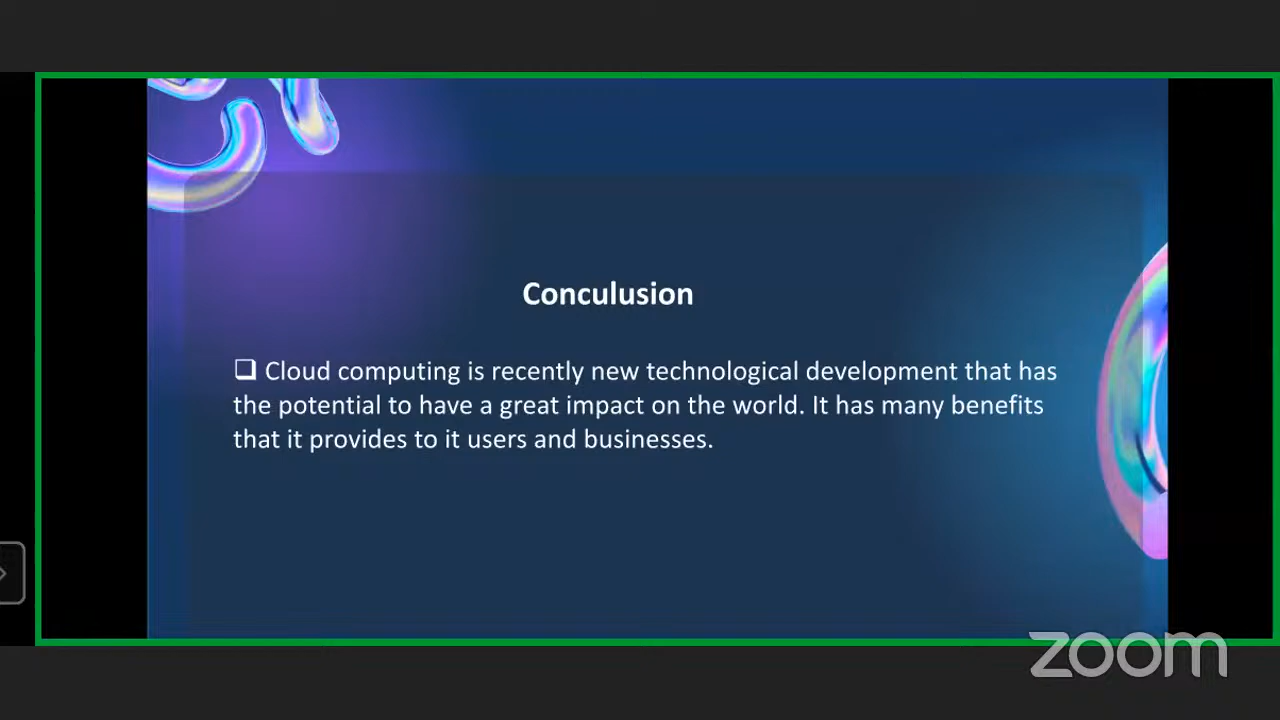 Conculusion
❑ Cloud computing is recently new technological development that has
the potential to have a great impact on the world. It has many benefits
that it provides to it users and businesses.
zoom